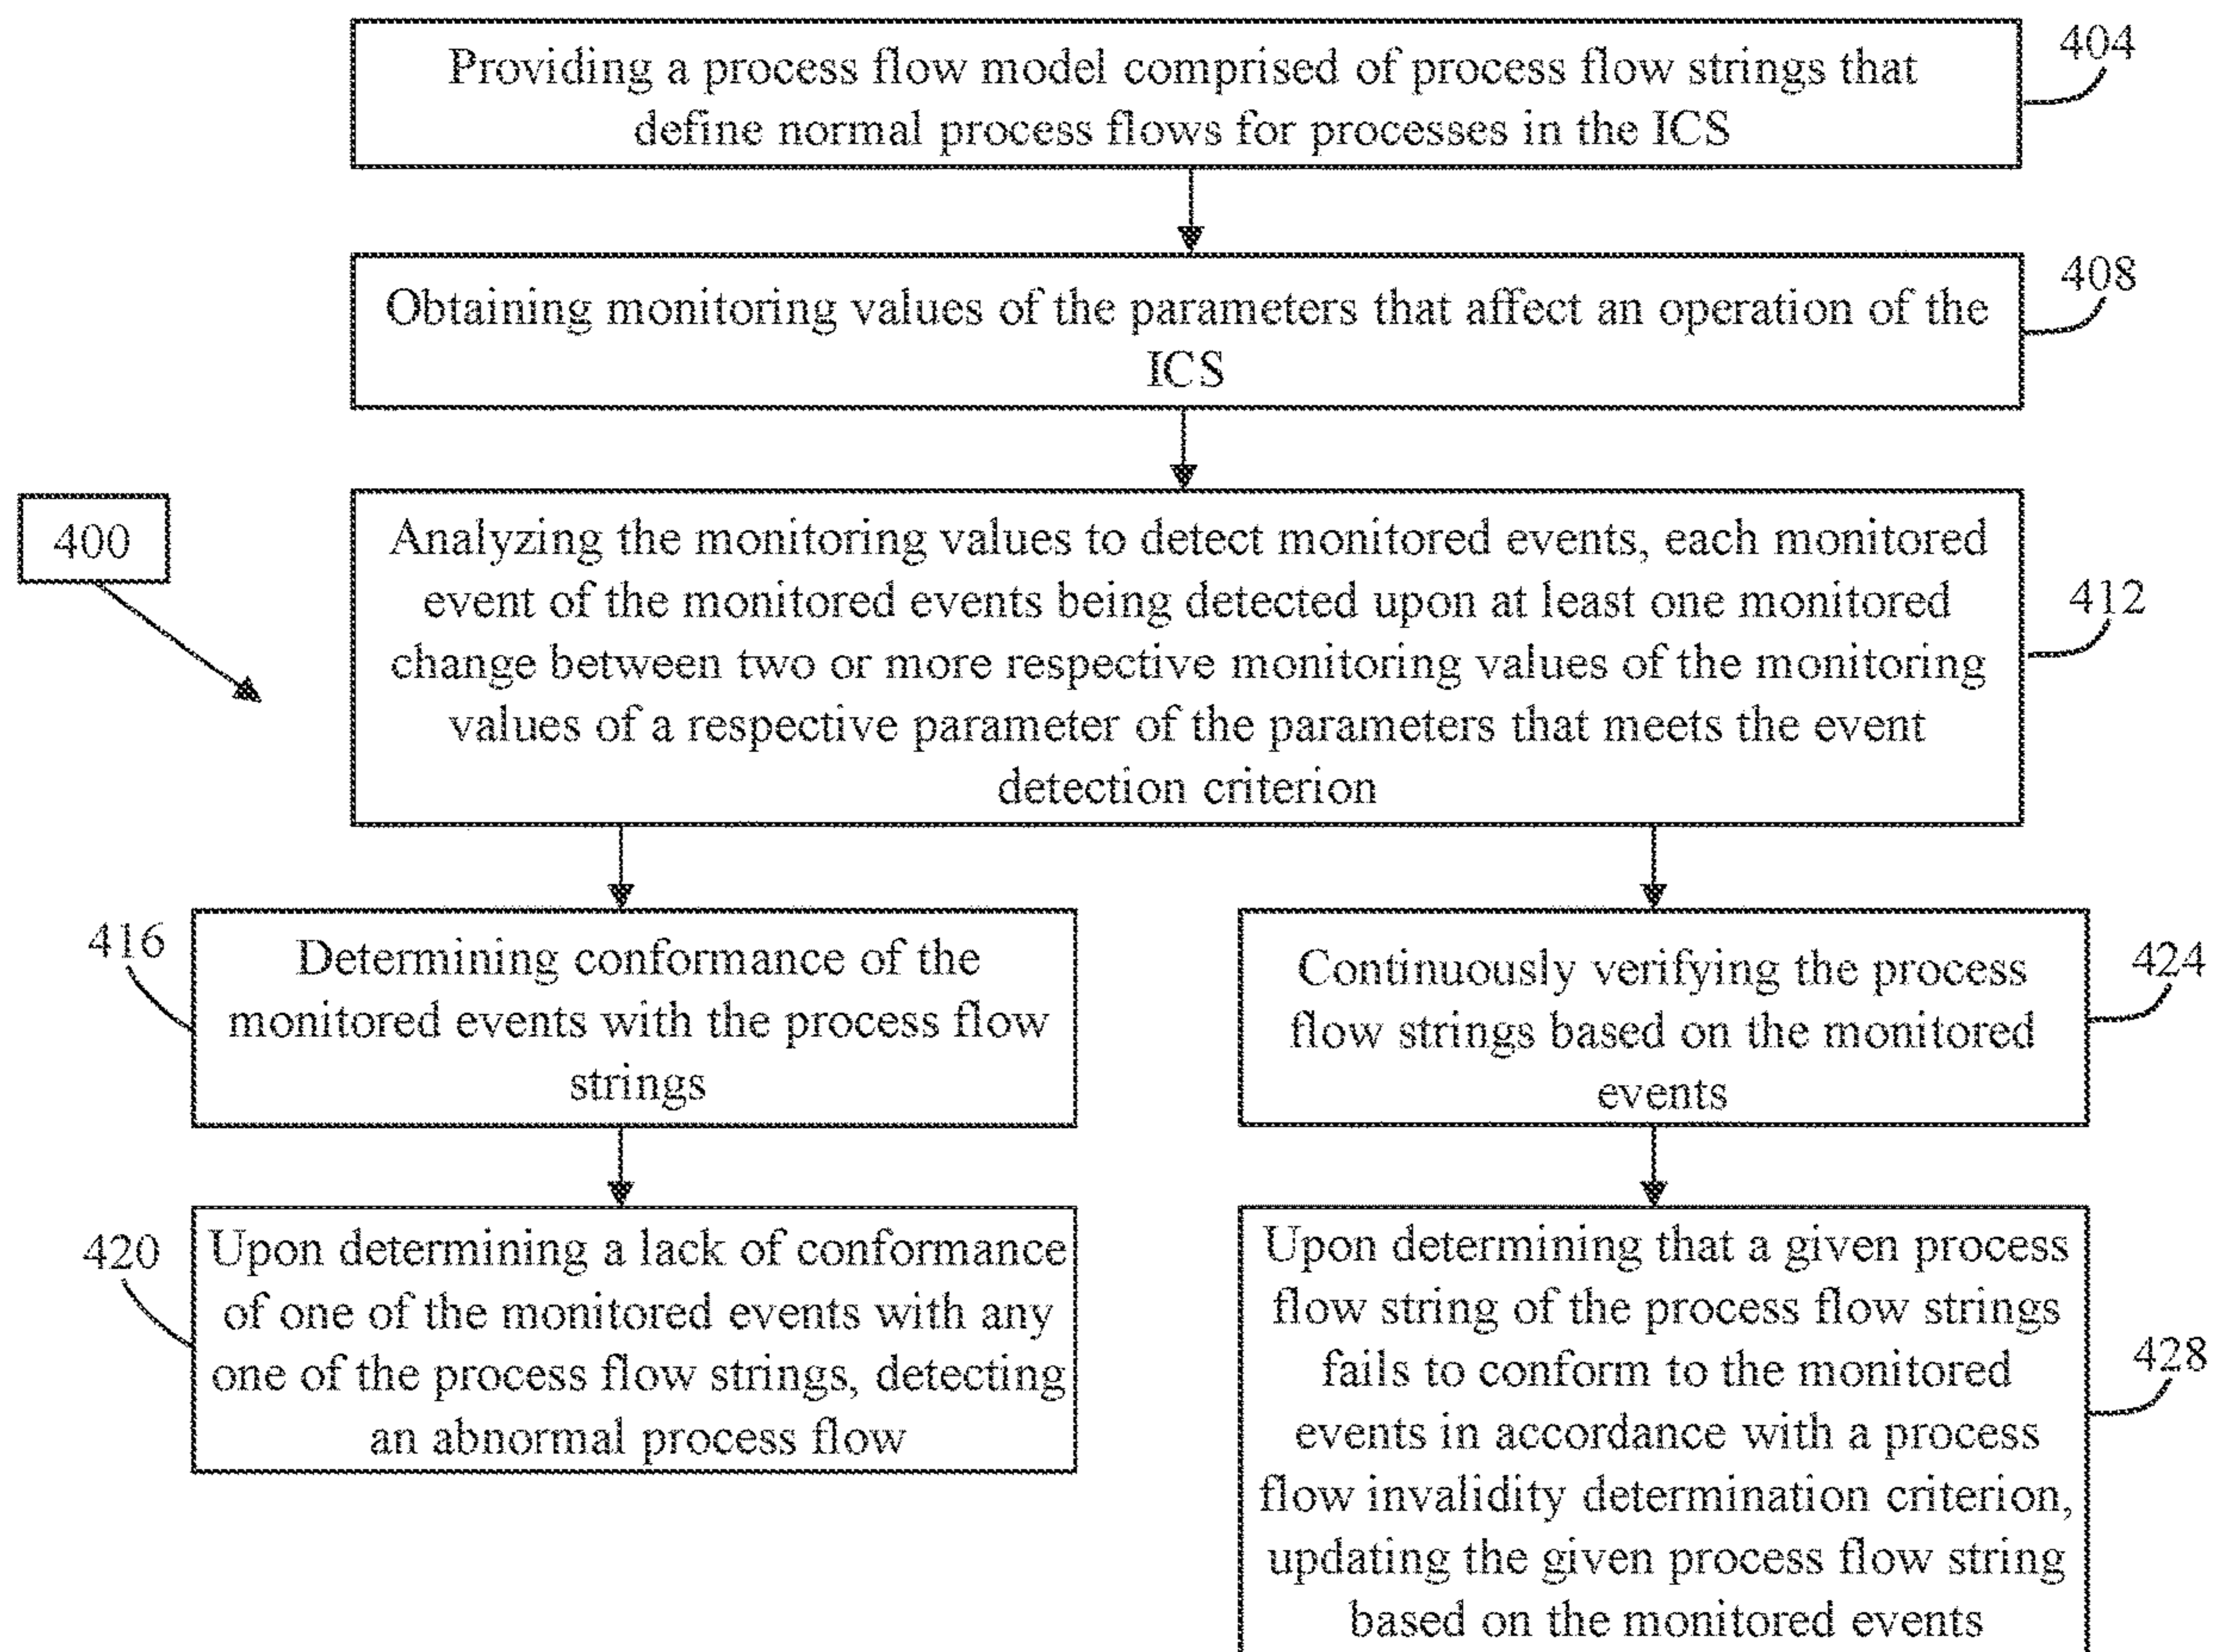 Providing a process flow model comprised of process flow strings that
define normal process flows for processes in the ICS
404
Obtaining monitoring values of the parameters that affect an operation of the
ICS
408
400
Analyzing the monitoring values to detect monitored events, each monitored
event of the monitored events being detected upon at least one monitored
change between two or more respective monitoring values of the monitoring
values of a respective parameter of the parameters that meets the event
detection criterion
412
416
Determining conformance of the
monitored events with the process flow
strings
Continuously verifying the process
flow strings based on the monitored
events
424
420
Upon determining a lack of conformance
of one of the monitored events with any
one of the process flow strings, detecting
an abnormal process flow
Upon determining that a given process
flow string of the process flow strings
fails to conform to the monitored
events in accordance with a process
flow invalidity determination criterion,
updating the given process flow string
based on the monitored events
428